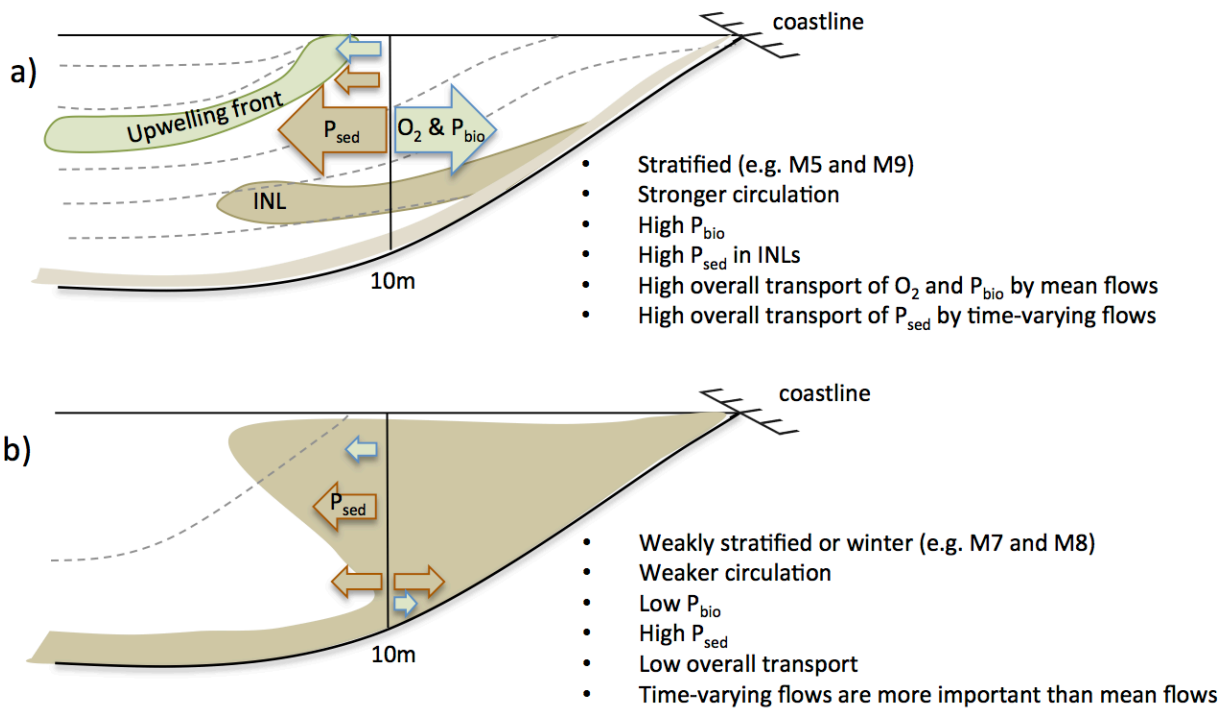 coastline
a)
Upwelling front
P_sed
O₂ & P_bio
INL
10m
• Stratified (e.g. M5 and M9)
• Stronger circulation
• High P_bio
• High P_sed in INLs
• High overall transport of O₂ and P_bio by mean flows
• High overall transport of P_sed by time-varying flows
coastline
b)
P_sed
10m
• Weakly stratified or winter (e.g. M7 and M8)
• Weaker circulation
• Low P_bio
• High P_sed
• Low overall transport
• Time-varying flows are more important than mean flows